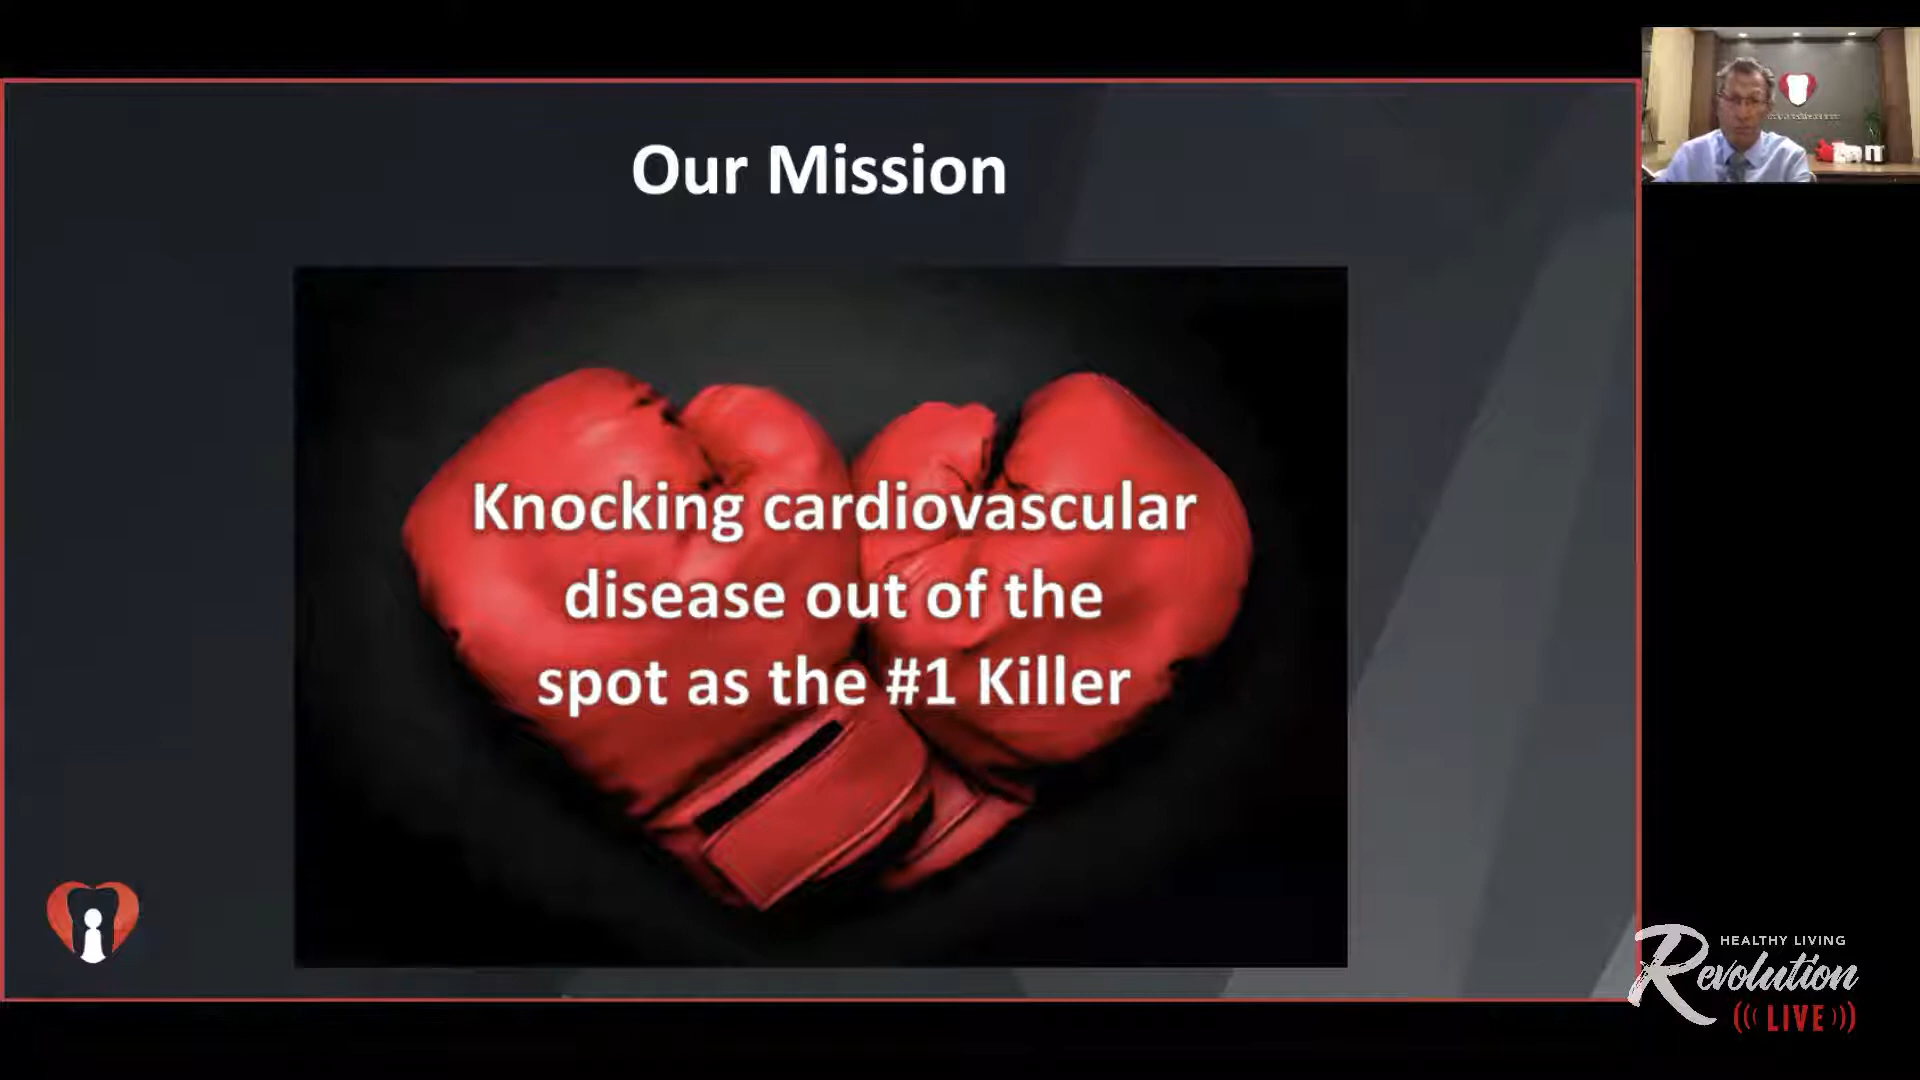 Our Mission
Knocking cardiovascular
disease out of the
spot as the #1 Killer
HEALTHY LIVING
Revolution
((( LIVE )))